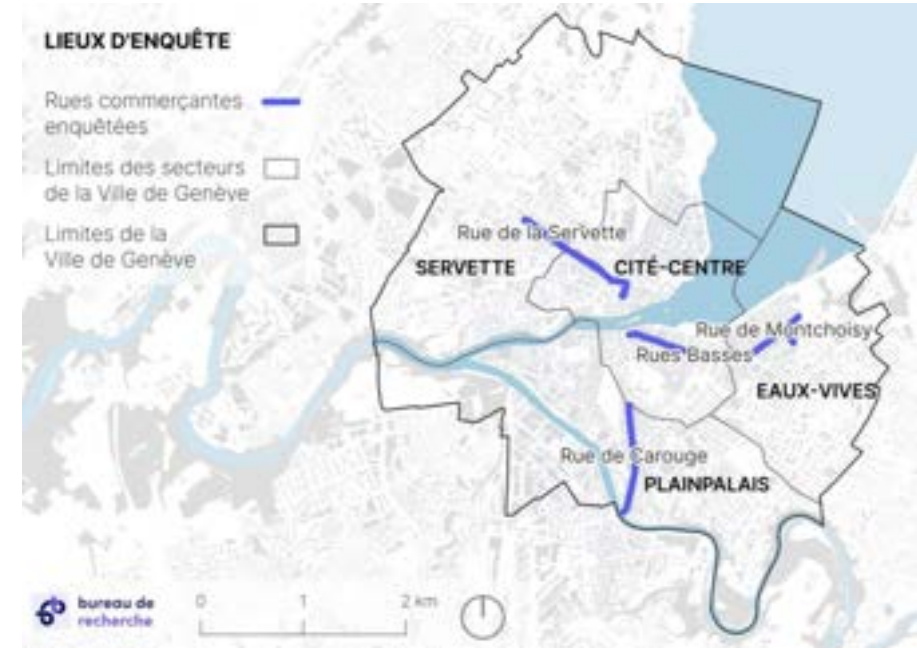 LIEUX D'ENQUÊTE
Rues commerçantes
enquêtées
Limites des secteurs
de la Ville de Genève
Limites de la
Ville de Genève
Rue de la Servette
SERVETTE
CITÉ-CENTRE
Rue de Montchoisy
Rues Basses
EAUX-VIVES
Rue de Carouge
PLAINPALAIS
6t
bureau de
recherche
0 1 2 km